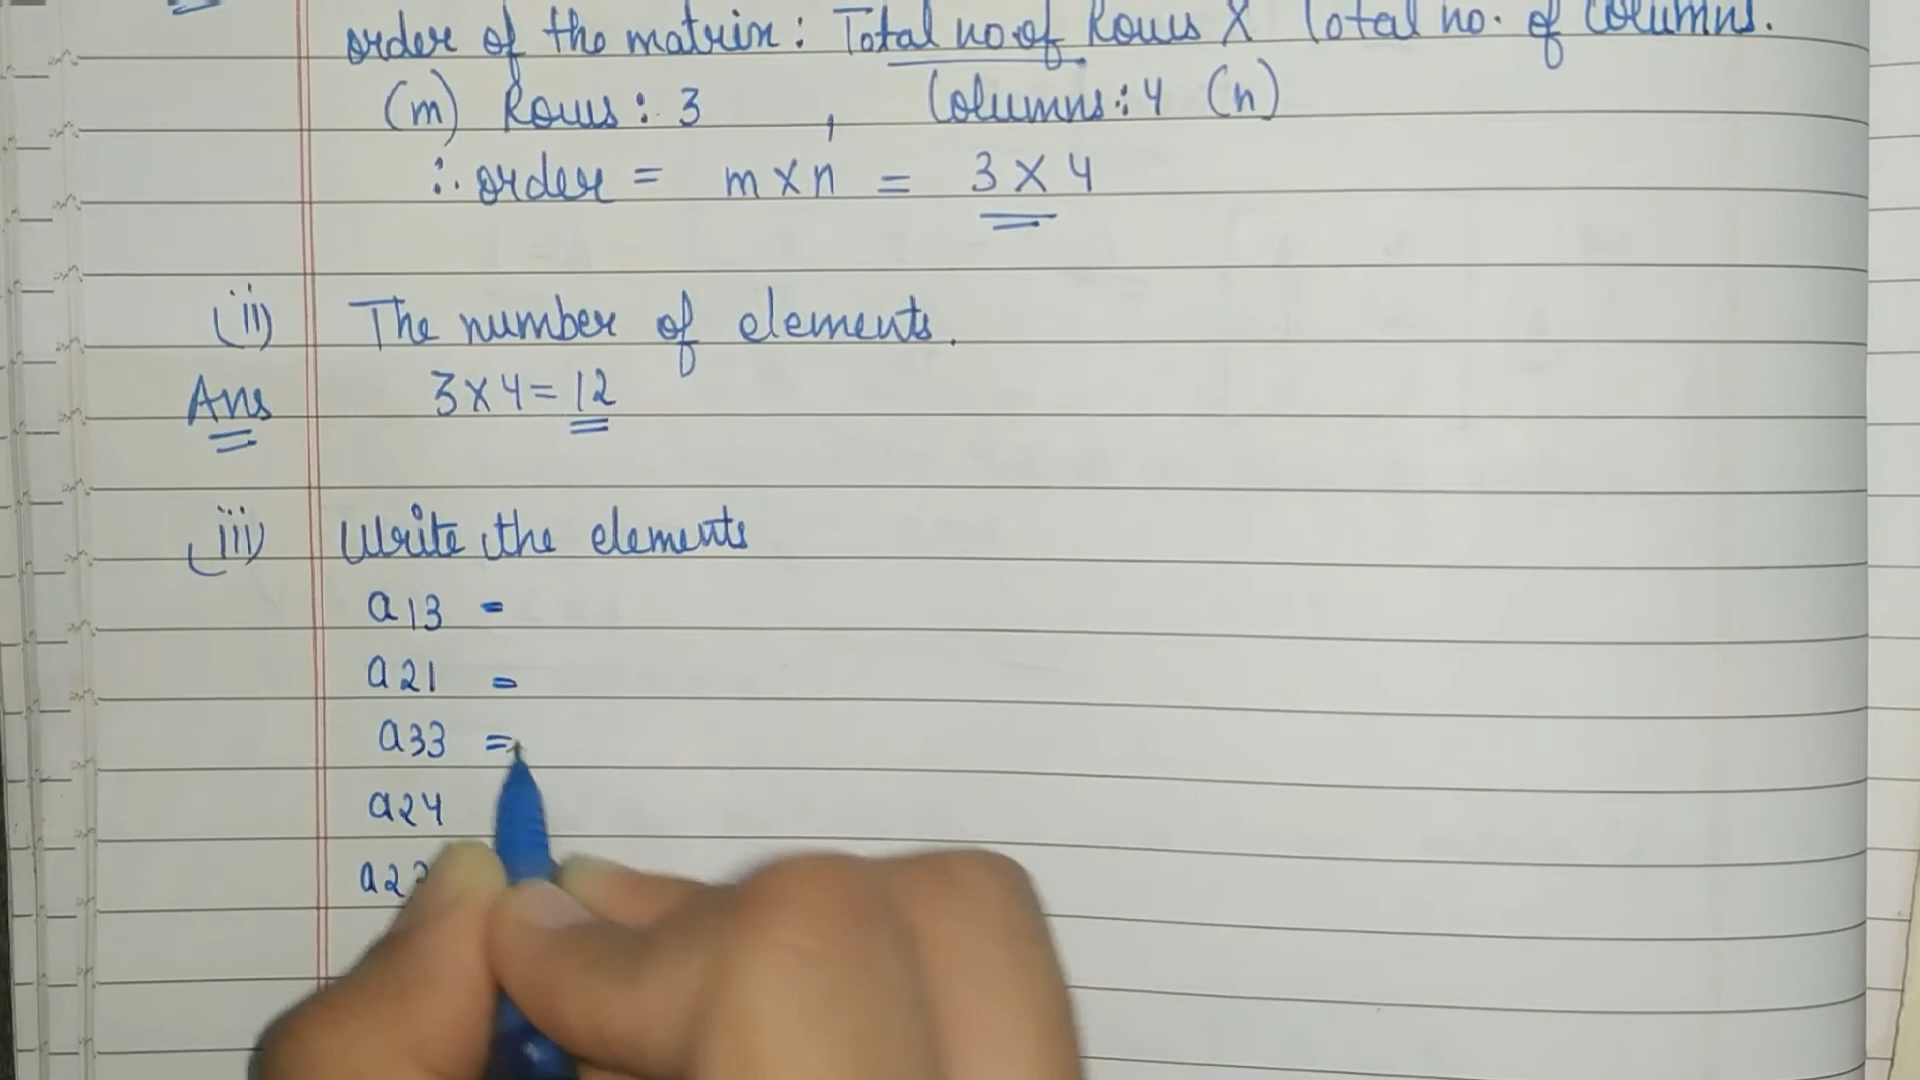 order of the matrix: Total no. of Rows X Total no. of Columns.
(m) Rows: 3 , Columns: 4 (n)
∴ order = m x n = 3 X 4
(ii) The number of elements.
Ans 3 x 4 = 12
(iii) Write the elements
a13 =
a21 =
a33 =
a24
a22